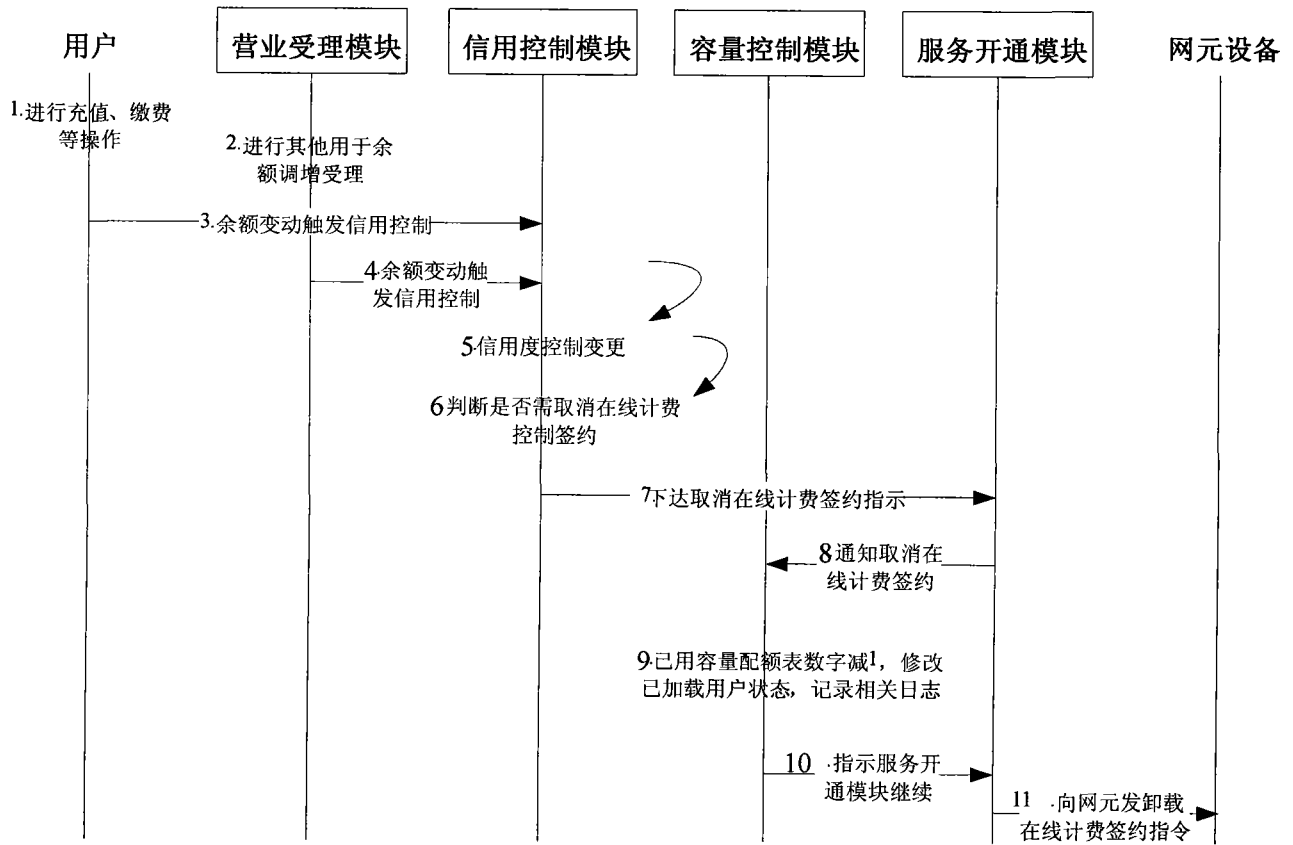 用户
营业受理模块
信用控制模块
容量控制模块
服务开通模块
网元设备
1.进行充值、缴费
等操作
2.进行其他用于余
额调增受理
3.余额变动触发信用控制
4.余额变动触
发信用控制
5.信用度控制变更
6判断是否需取消在线计费
控制签约
7.下达取消在线计费签约指示
8通知取消在
线计费签约
9.已用容量配额表数字减1，修改
已加载用户状态，记录相关日志
10 .指示服务开
通模块继续
11 .向网元发卸载
在线计费签约指令